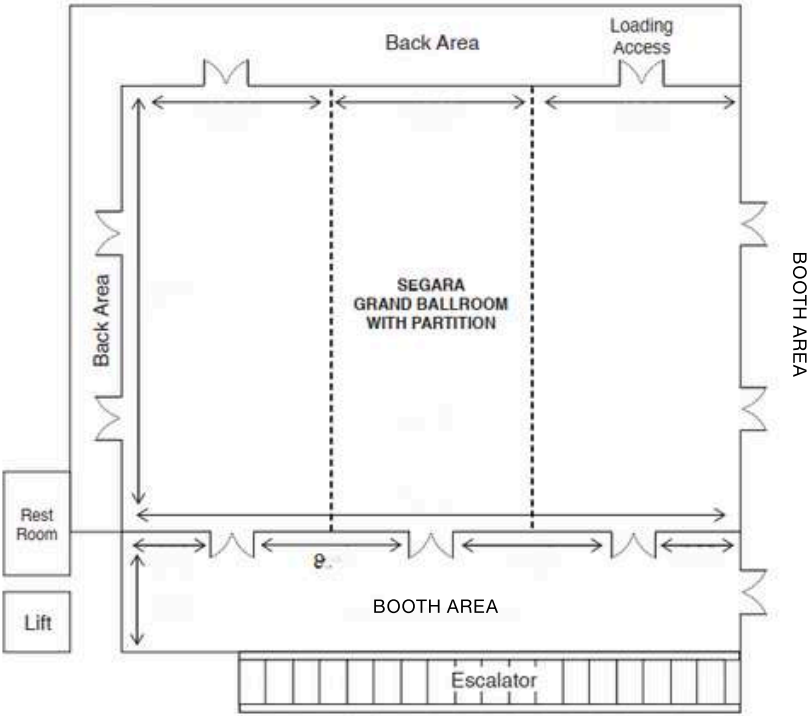 Loading
Access
Back Area
SEGARA
GRAND BALLROOM
WITH PARTITION
Back Area
BOOTH AREA
Rest
Room
BOOTH AREA
Lift
Escalator